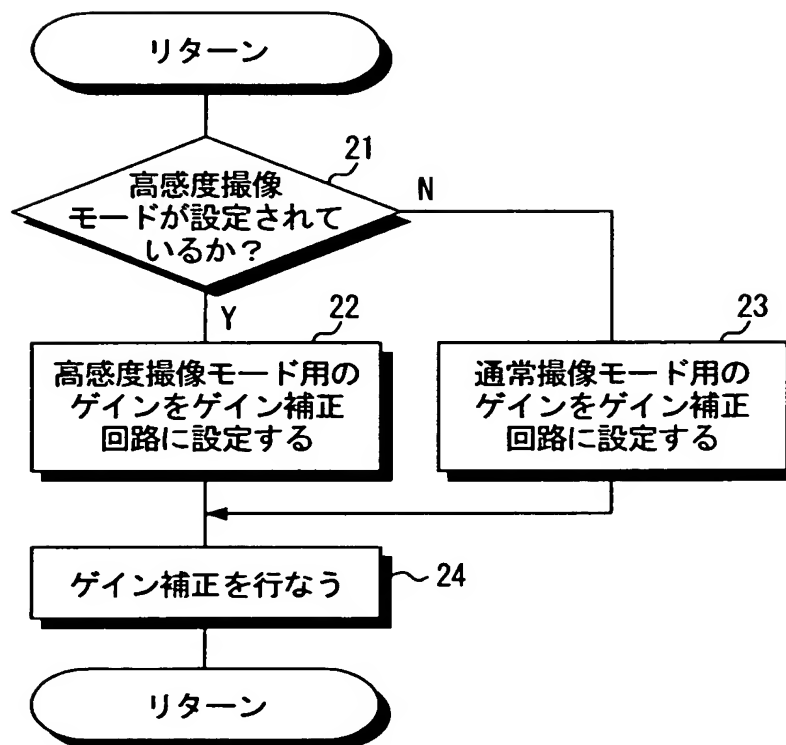 リターン
21
高感度撮像
モードが設定されて
いるか？
N
Y
22
高感度撮像モード用の
ゲインをゲイン補正
回路に設定する
23
通常撮像モード用の
ゲインをゲイン補正
回路に設定する
ゲイン補正を行なう
24
リターン